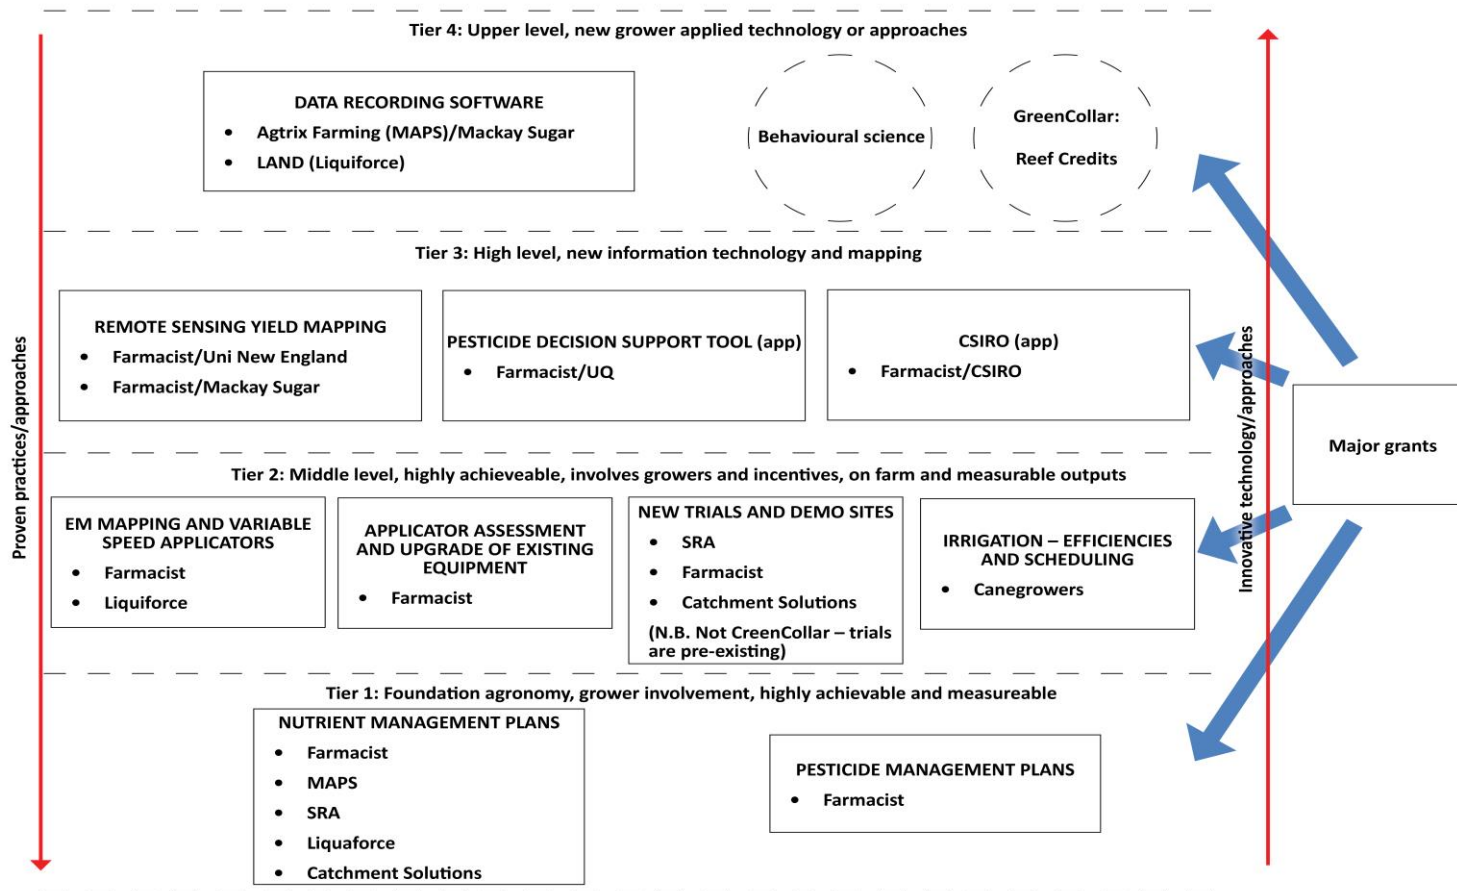 Tier 4: Upper level, new grower applied technology or approaches
DATA RECORDING SOFTWARE
• Agtrix Farming (MAPS)/Mackay Sugar
• LAND (Liquiforce)
Behavioural science
GreenCollar:
Reef Credits
Tier 3: High level, new information technology and mapping
REMOTE SENSING YIELD MAPPING
• Farmacist/Uni New England
• Farmacist/Mackay Sugar
PESTICIDE DECISION SUPPORT TOOL (app)
• Farmacist/UQ
CSIRO (app)
• Farmacist/CSIRO
Proven practices/approaches
Innovative technology/approaches
Major grants
Tier 2: Middle level, highly achieveable, involves growers and incentives, on farm and measurable outputs
EM MAPPING AND VARIABLE
SPEED APPLICATORS
• Farmacist
• Liquiforce
APPLICATOR ASSESSMENT
AND UPGRADE OF EXISTING
EQUIPMENT
• Farmacist
NEW TRIALS AND DEMO SITES
• SRA
• Farmacist
• Catchment Solutions
(N.B. Not CreenCollar – trials
are pre-existing)
IRRIGATION – EFFICIENCIES
AND SCHEDULING
• Canegrowers
Tier 1: Foundation agronomy, grower involvement, highly achievable and measureable
NUTRIENT MANAGEMENT PLANS
• Farmacist
• MAPS
• SRA
• Liquaforce
• Catchment Solutions
PESTICIDE MANAGEMENT PLANS
• Farmacist